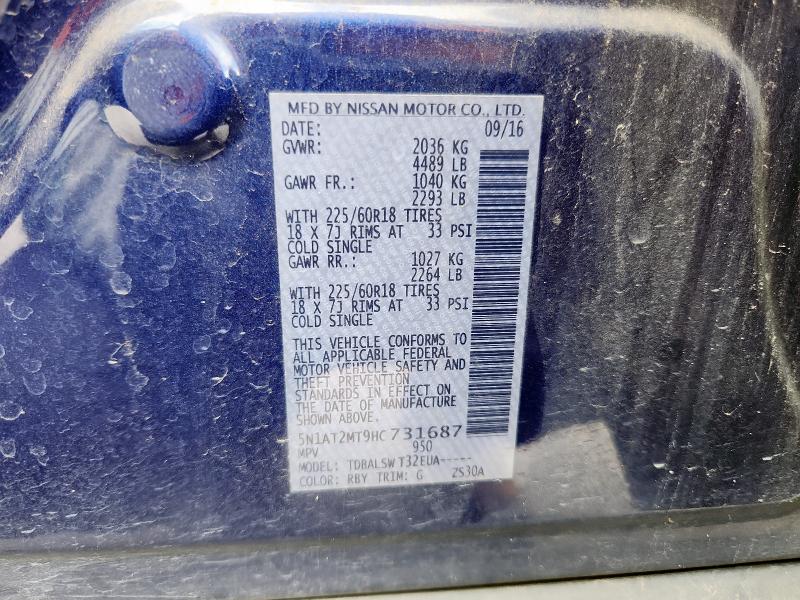 MFD BY NISSAN MOTOR CO., LTD.
DATE: 09/16
GVWR: 2036 KG
4489 LB
GAWR FR.: 1040 KG
2293 LB
WITH 225/60R18 TIRES
18 X 7J RIMS AT 33 PSI
COLD SINGLE
GAWR RR.: 1027 KG
2264 LB
WITH 225/60R18 TIRES
18 X 7J RIMS AT 33 PSI
COLD SINGLE
THIS VEHICLE CONFORMS TO
ALL APPLICABLE FEDERAL
MOTOR VEHICLE SAFETY AND
THEFT PREVENTION
STANDARDS IN EFFECT ON
THE DATE OF MANUFACTURE
SHOWN ABOVE.
5N1AT2MT9HC731687
MPV 950
MODEL: TDBALSW T32EUA-----
COLOR: RBY TRIM: G ZS30A